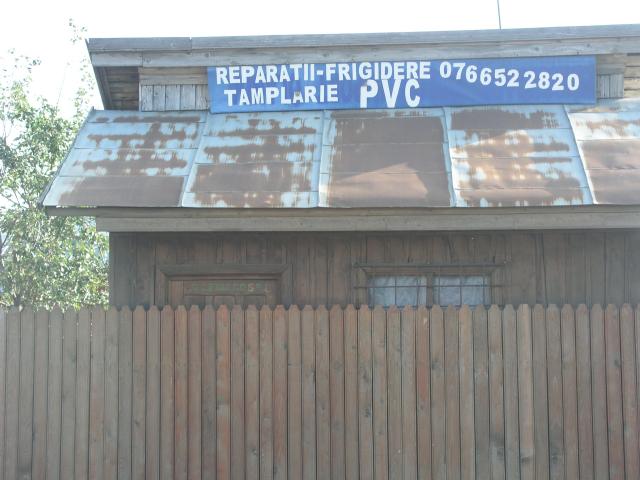 REPARATII-FRIGIDERE 0766522820
TAMPLARIE PVC